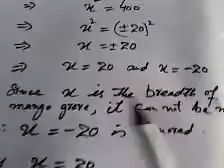 x² = 400
⇒ x² = (±20)²
⇒ x = ±20
⇒ x = 20 and x = -20
Since x is the breadth of
mango grove, it can not be
∴ x = -20 is
x = 20